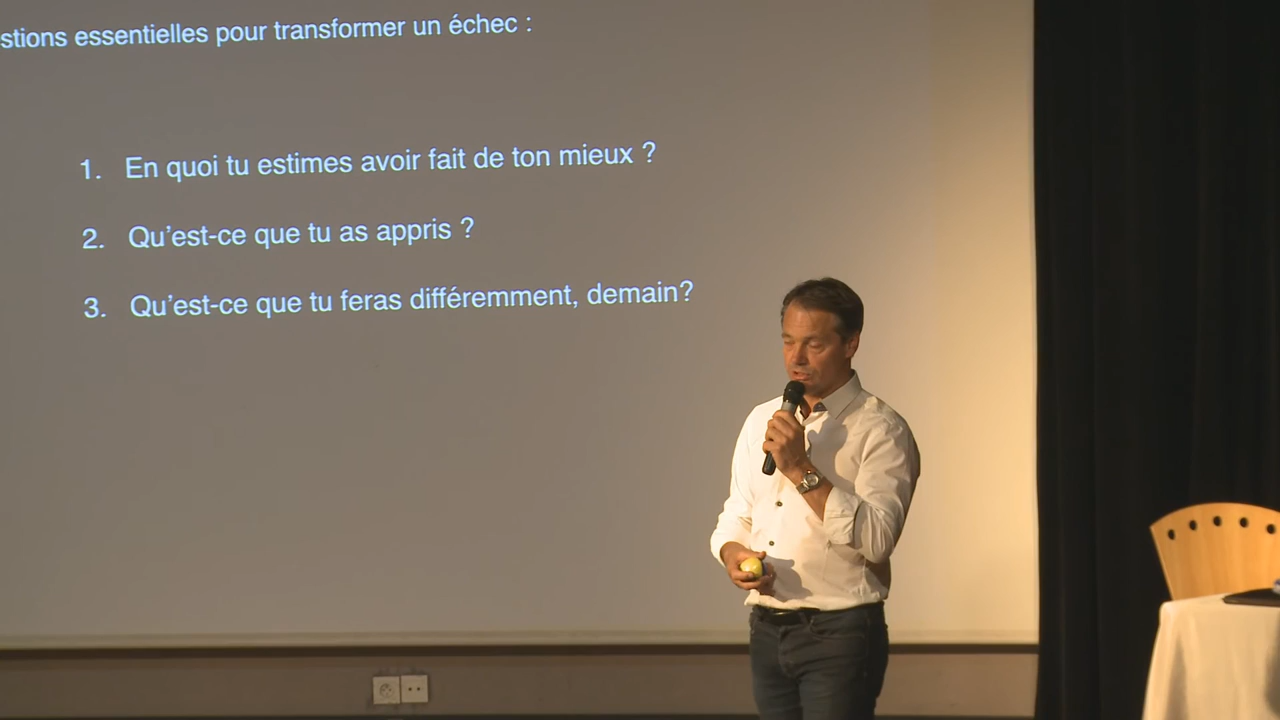 stions essentielles pour transformer un échec :
1. En quoi tu estimes avoir fait de ton mieux ?
2. Qu'est-ce que tu as appris ?
3. Qu'est-ce que tu feras différemment, demain?